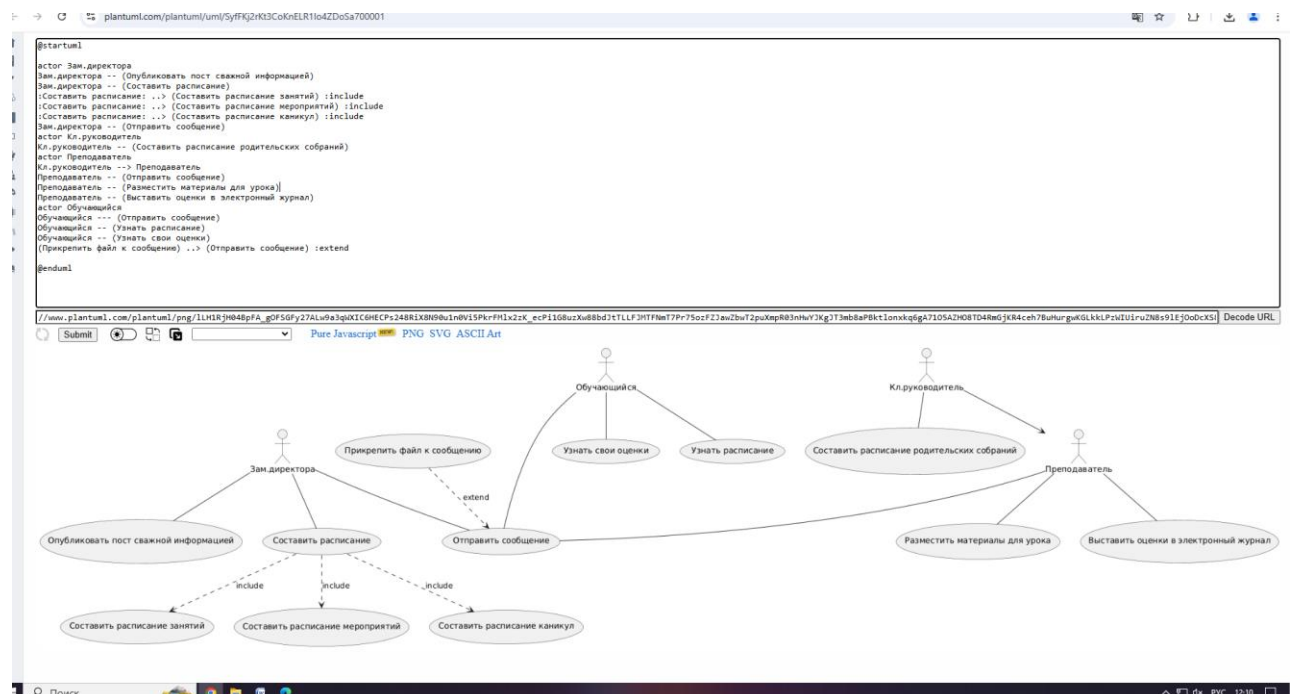 plantuml.com/plantuml/uml/SyfFKj2rKt3CoKnELR1Io4ZDoSa700001
@startuml
actor Зам.директора
Зам.директора -- (Опубликовать пост сважной информацией)
Зам.директора -- (Составить расписание)
:Составить расписание: ..> (Составить расписание занятий) :include
:Составить расписание: ..> (Составить расписание мероприятий) :include
:Составить расписание: ..> (Составить расписание каникул) :include
Зам.директора -- (Отправить сообщение)
actor Кл.руководитель
Кл.руководитель -- (Составить расписание родительских собраний)
actor Преподаватель
Кл.руководитель --> Преподаватель
Преподаватель -- (Отправить сообщение)
Преподаватель -- (Разместить материалы для урока)
Преподаватель -- (Выставить оценки в электронный журнал)
actor Обучающийся
Обучающийся --- (Отправить сообщение)
Обучающийся -- (Узнать расписание)
Обучающийся -- (Узнать свои оценки)
(Прикрепить файл к сообщению) ..> (Отправить сообщение) :extend
@enduml
Decode URL
Submit Pure Javascript NEW! PNG SVG ASCII Art
Обучающийся Кл.руководитель
Прикрепить файл к сообщению Узнать свои оценки Узнать расписание Составить расписание родительских собраний
Зам.директора Преподаватель
extend
Опубликовать пост сважной информацией Составить расписание Отправить сообщение Разместить материалы для урока Выставить оценки в электронный журнал
include include include
Составить расписание занятий Составить расписание мероприятий Составить расписание каникул
Поиск РУС 12:10